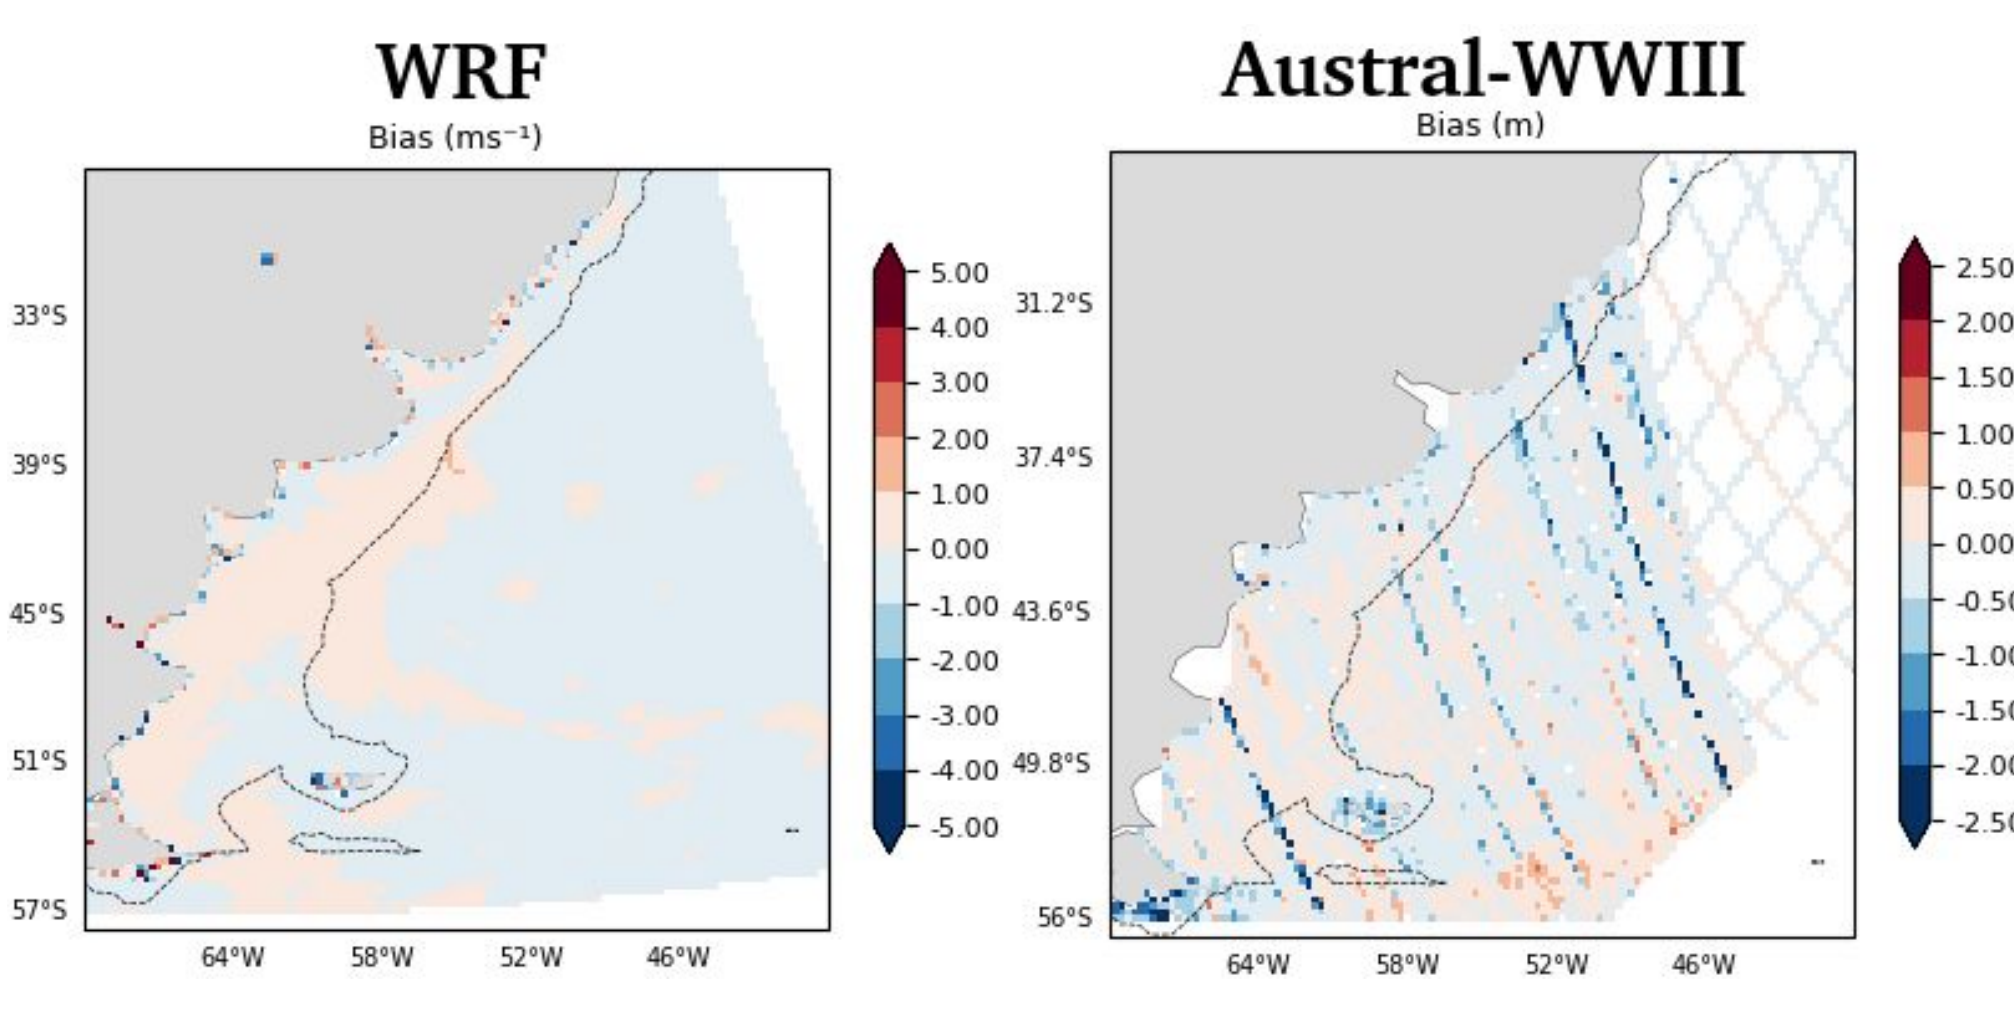 WRF
Bias (ms⁻¹)
33°S
39°S
45°S
51°S
57°S
64°W
58°W
52°W
46°W
5.00
4.00
3.00
2.00
1.00
0.00
-1.00
-2.00
-3.00
-4.00
-5.00
Austral-WWIII
Bias (m)
31.2°S
37.4°S
43.6°S
49.8°S
56°S
64°W
58°W
52°W
46°W
2.50
2.00
1.50
1.00
0.50
0.00
-0.50
-1.00
-1.50
-2.00
-2.50